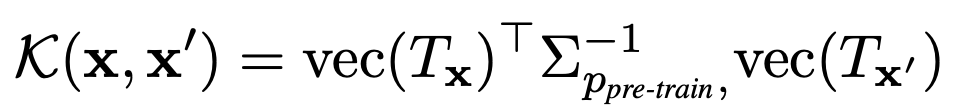 𝒦(𝐱, 𝐱′) = vec(T_𝐱)^⊤ Σ^{-1}_{p_{pre-train},} vec(T_{𝐱′})